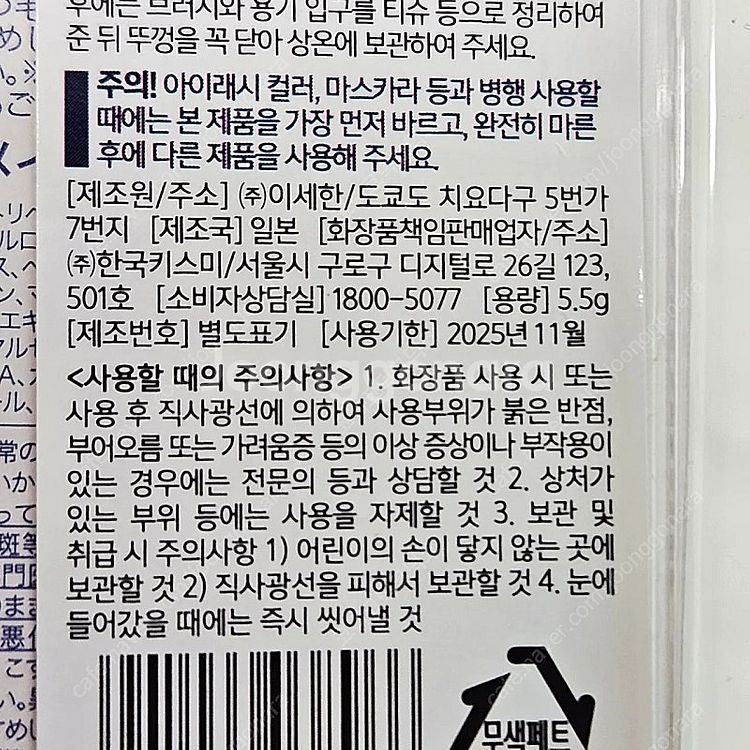 후에는 브러시와 용기 입구를 티슈 등으로 정리하여
준 뒤 뚜껑을 꼭 닫아 상온에 보관하여 주세요.
주의! 아이래시 컬러, 마스카라 등과 병행 사용할
때에는 본 제품을 가장 먼저 바르고, 완전히 마른
후에 다른 제품을 사용해 주세요.
[제조원/주소] ㈜이세한/도쿄도 치요다구 5번가
7번지 [제조국] 일본 [화장품책임판매업자/주소]
㈜한국키스미/서울시 구로구 디지털로 26길 123,
501호 [소비자상담실] 1800-5077 [용량] 5.5g
[제조번호] 별도표기 [사용기한] 2025년 11월
<사용할 때의 주의사항> 1. 화장품 사용 시 또는
사용 후 직사광선에 의하여 사용부위가 붉은 반점,
부어오름 또는 가려움증 등의 이상 증상이나 부작용이
있는 경우에는 전문의 등과 상담할 것 2. 상처가
있는 부위 등에는 사용을 자제할 것 3. 보관 및
취급 시 주의사항 1) 어린이의 손이 닿지 않는 곳에
보관할 것 2) 직사광선을 피해서 보관할 것 4. 눈에
들어갔을 때에는 즉시 씻어낼 것
무색페트